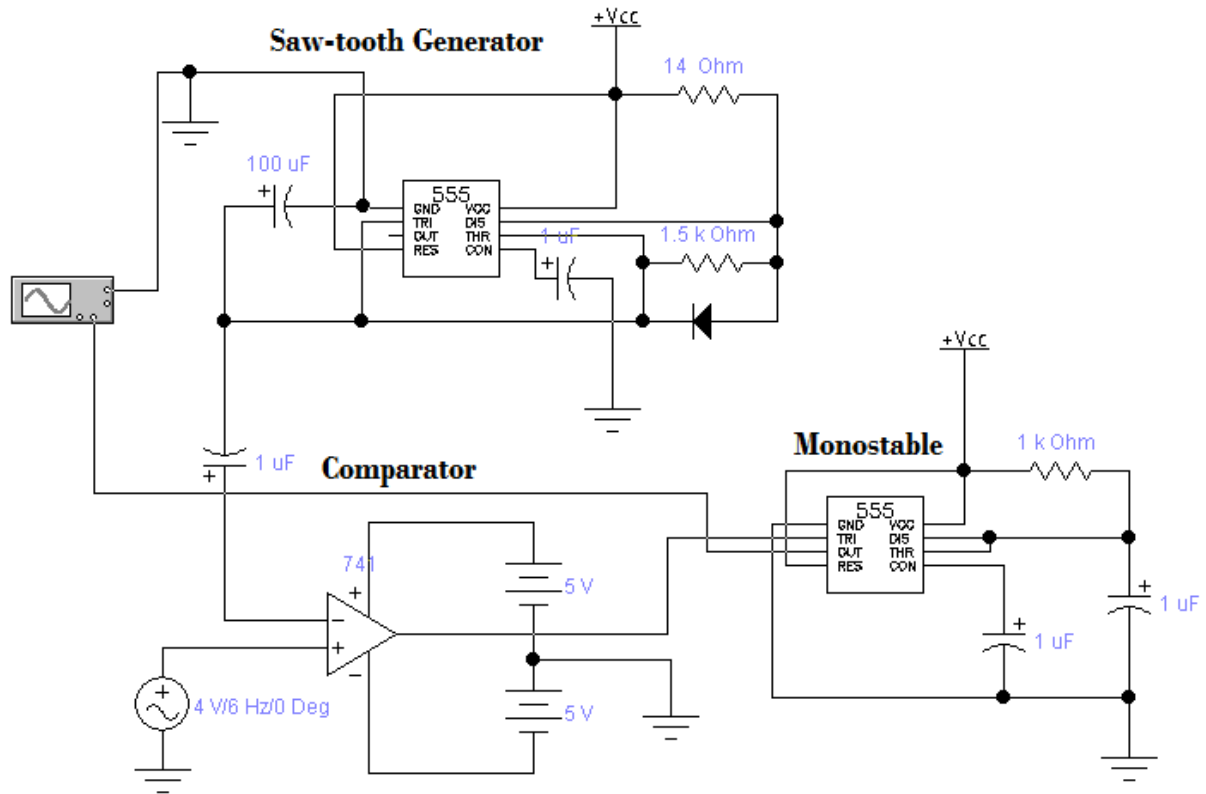 +Vcc
Saw-tooth Generator
14 Ohm
100 uF
555
GND VCC
TRI DIS
OUT THR
RES CON
1 uF
1.5 k Ohm
+
+
+Vcc
1 uF
+
Comparator
Monostable
1 k Ohm
555
GND VCC
TRI DIS
OUT THR
RES CON
741
+
5 V
−
+
−
+
1 uF
+
1 uF
+
4 V/6 Hz/0 Deg
5 V